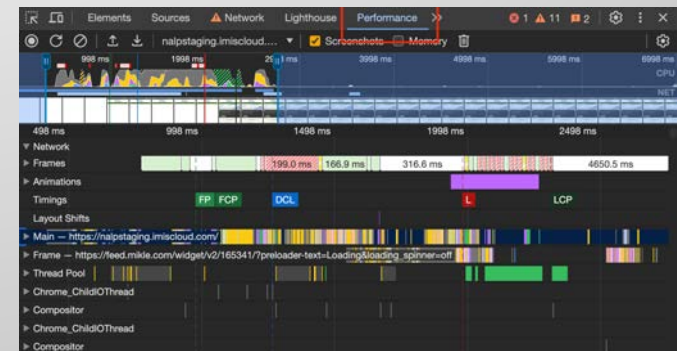 Elements Sources Network Lighthouse Performance >> 1 11 2
nalpstaging.imiscloud.... Screenshots Memory
998 ms 1998 ms 3998 ms 4998 ms 5998 ms 6998 ms
CPU
NET
498 ms 998 ms 1498 ms 1998 ms 2498 ms
Network
Frames 199.0 ms 166.9 ms 316.6 ms 4650.5 ms
Animations
Timings FP FCP DCL L LCP
Layout Shifts
Main — https://nalpstaging.imiscloud.com/
Frame — https://feed.mikle.com/widget/v2/165341/?preloader-text=Loading&loading_spinner=off
Thread Pool
Chrome_ChildIOThread
Compositor
Chrome_ChildIOThread
Compositor